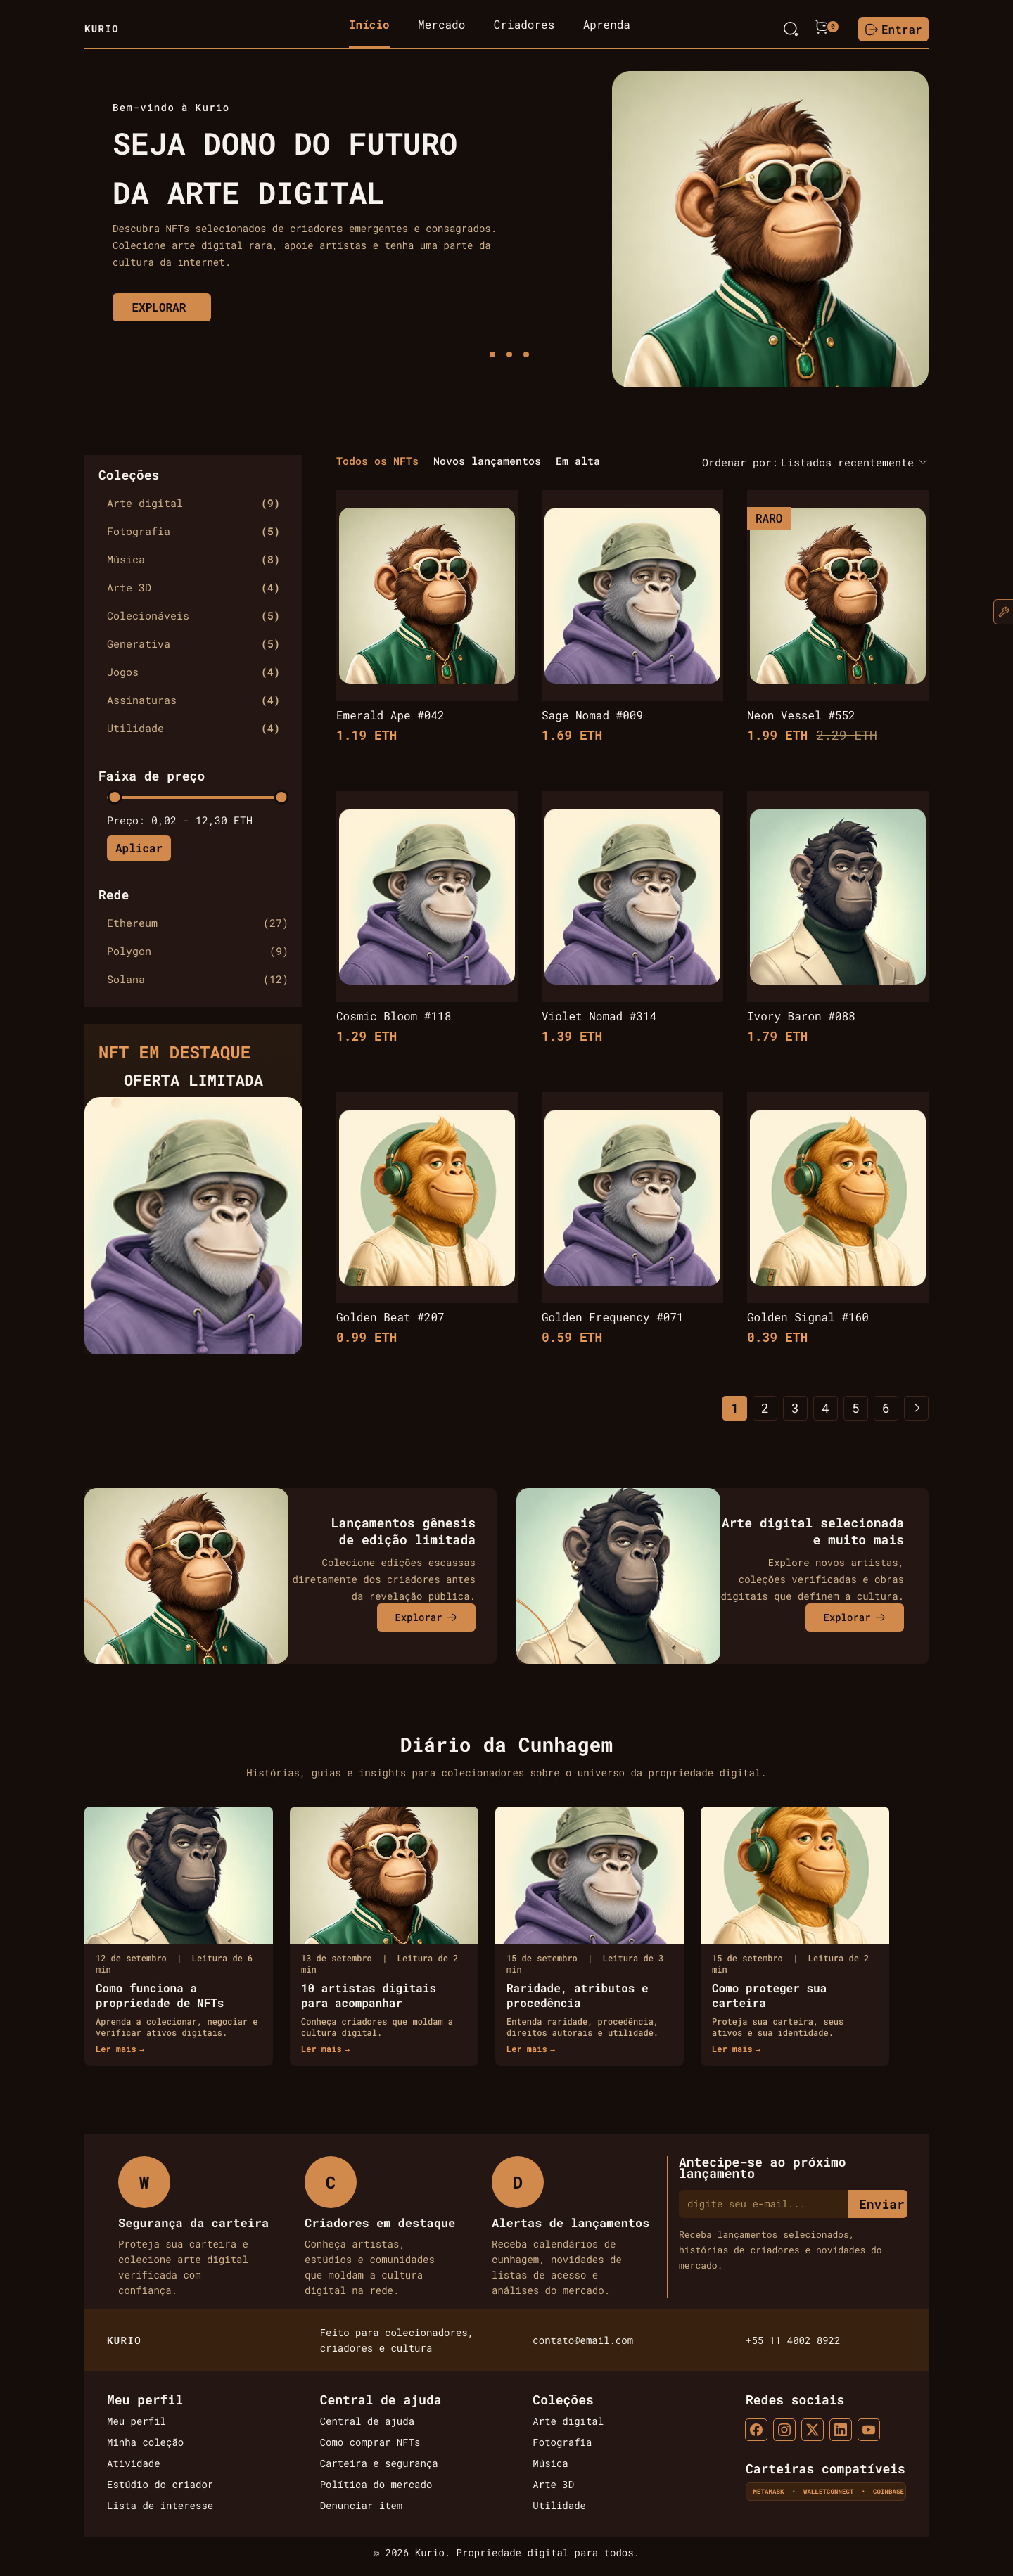 KURIO
Início
Mercado
Criadores
Aprenda
0
Entrar
Bem-vindo à Kurio
SEJA DONO DO FUTURO
DA ARTE DIGITAL
Descubra NFTs selecionados de criadores emergentes e consagrados.
Colecione arte digital rara, apoie artistas e tenha uma parte da
cultura da internet.
EXPLORAR
Coleções
Arte digital (9)
Fotografia (5)
Música (8)
Arte 3D (4)
Colecionáveis (5)
Generativa (5)
Jogos (4)
Assinaturas (4)
Utilidade (4)
Faixa de preço
Preço: 0,02 - 12,30 ETH
Aplicar
Rede
Ethereum (27)
Polygon (9)
Solana (12)
NFT EM DESTAQUE
OFERTA LIMITADA
Todos os NFTs
Novos lançamentos
Em alta
Ordenar por: Listados recentemente
RARO
Emerald Ape #042
1.19 ETH
Sage Nomad #009
1.69 ETH
Neon Vessel #552
1.99 ETH 2.29 ETH
Cosmic Bloom #118
1.29 ETH
Violet Nomad #314
1.39 ETH
Ivory Baron #088
1.79 ETH
Golden Beat #207
0.99 ETH
Golden Frequency #071
0.59 ETH
Golden Signal #160
0.39 ETH
1 2 3 4 5 6
Lançamentos gênesis
de edição limitada
Colecione edições escassas
diretamente dos criadores antes
da revelação pública.
Explorar
Arte digital selecionada
e muito mais
Explore novos artistas,
coleções verificadas e obras
digitais que definem a cultura.
Explorar
Diário da Cunhagem
Histórias, guias e insights para colecionadores sobre o universo da propriedade digital.
12 de setembro | Leitura de 6
min
Como funciona a
propriedade de NFTs
Aprenda a colecionar, negociar e
verificar ativos digitais.
Ler mais →
13 de setembro | Leitura de 2
min
10 artistas digitais
para acompanhar
Conheça criadores que moldam a
cultura digital.
Ler mais →
15 de setembro | Leitura de 3
min
Raridade, atributos e
procedência
Entenda raridade, procedência,
direitos autorais e utilidade.
Ler mais →
15 de setembro | Leitura de 2
min
Como proteger sua
carteira
Proteja sua carteira, seus
ativos e sua identidade.
Ler mais →
W
Segurança da carteira
Proteja sua carteira e
colecione arte digital
verificada com
confiança.
C
Criadores em destaque
Conheça artistas,
estúdios e comunidades
que moldam a cultura
digital na rede.
D
Alertas de lançamentos
Receba calendários de
cunhagem, novidades de
listas de acesso e
análises do mercado.
Antecipe-se ao próximo
lançamento
digite seu e-mail...
Enviar
Receba lançamentos selecionados,
histórias de criadores e novidades do
mercado.
KURIO
Feito para colecionadores,
criadores e cultura
contato@email.com
+55 11 4002 8922
Meu perfil
Meu perfil
Minha coleção
Atividade
Estúdio do criador
Lista de interesse
Central de ajuda
Central de ajuda
Como comprar NFTs
Carteira e segurança
Política do mercado
Denunciar item
Coleções
Arte digital
Fotografia
Música
Arte 3D
Utilidade
Redes sociais
Carteiras compatíveis
METAMASK • WALLETCONNECT • COINBASE
© 2026 Kurio. Propriedade digital para todos.